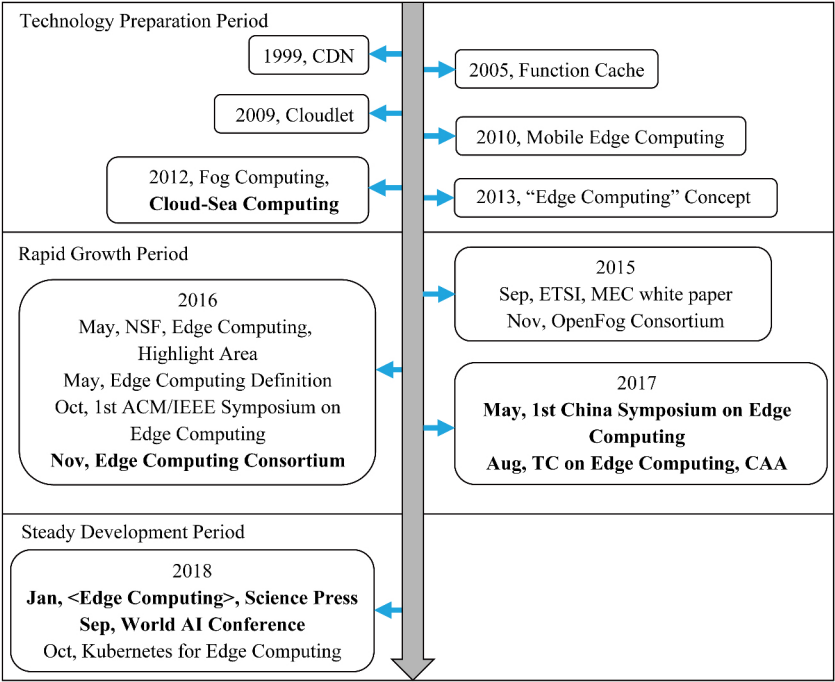 Technology Preparation Period
1999, CDN
2005, Function Cache
2009, Cloudlet
2010, Mobile Edge Computing
2012, Fog Computing,
Cloud-Sea Computing
2013, “Edge Computing” Concept
Rapid Growth Period
2015
Sep, ETSI, MEC white paper
Nov, OpenFog Consortium
2016
May, NSF, Edge Computing,
Highlight Area
May, Edge Computing Definition
Oct, 1st ACM/IEEE Symposium on
Edge Computing
Nov, Edge Computing Consortium
2017
May, 1st China Symposium on Edge
Computing
Aug, TC on Edge Computing, CAA
Steady Development Period
2018
Jan, <Edge Computing>, Science Press
Sep, World AI Conference
Oct, Kubernetes for Edge Computing